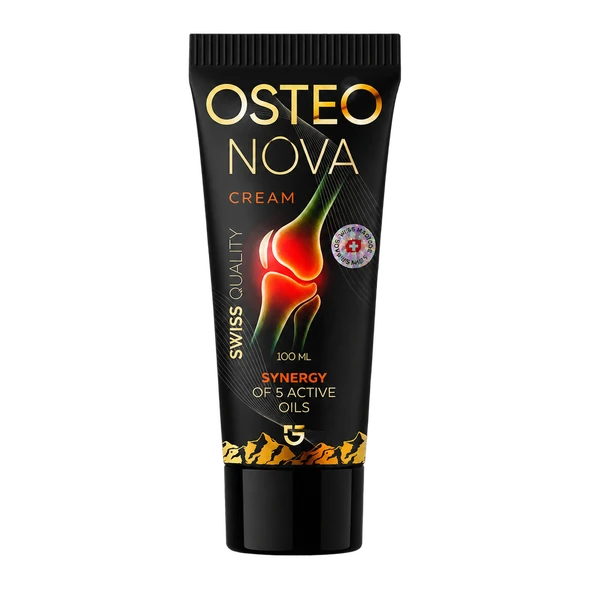 OSTEO
NOVA
CREAM
SWISS QUALITY
100 ML
SYNERGY
OF 5 ACTIVE
OILS